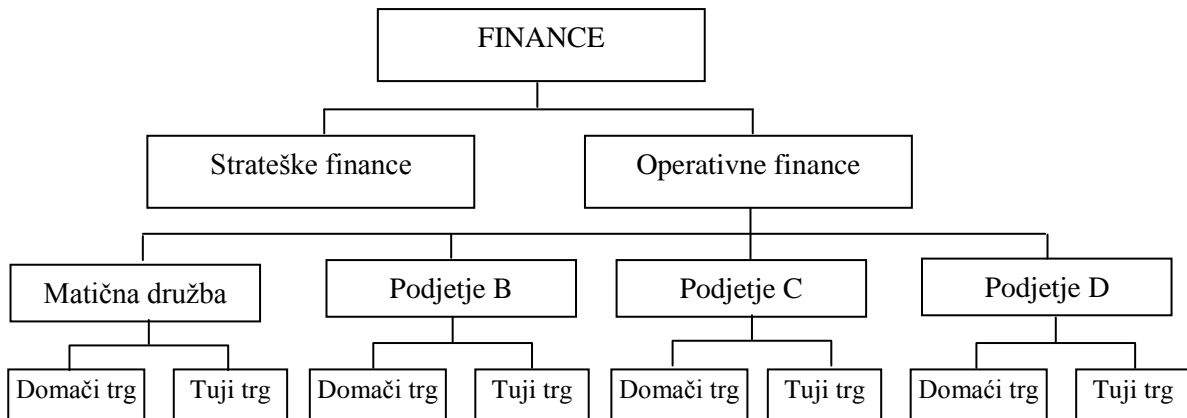 FINANCE
Strateške finance
Operativne finance
Matična družba
Podjetje B
Podjetje C
Podjetje D
Domači trg
Tuji trg
Domači trg
Tuji trg
Domači trg
Tuji trg
Domaći trg
Tuji trg